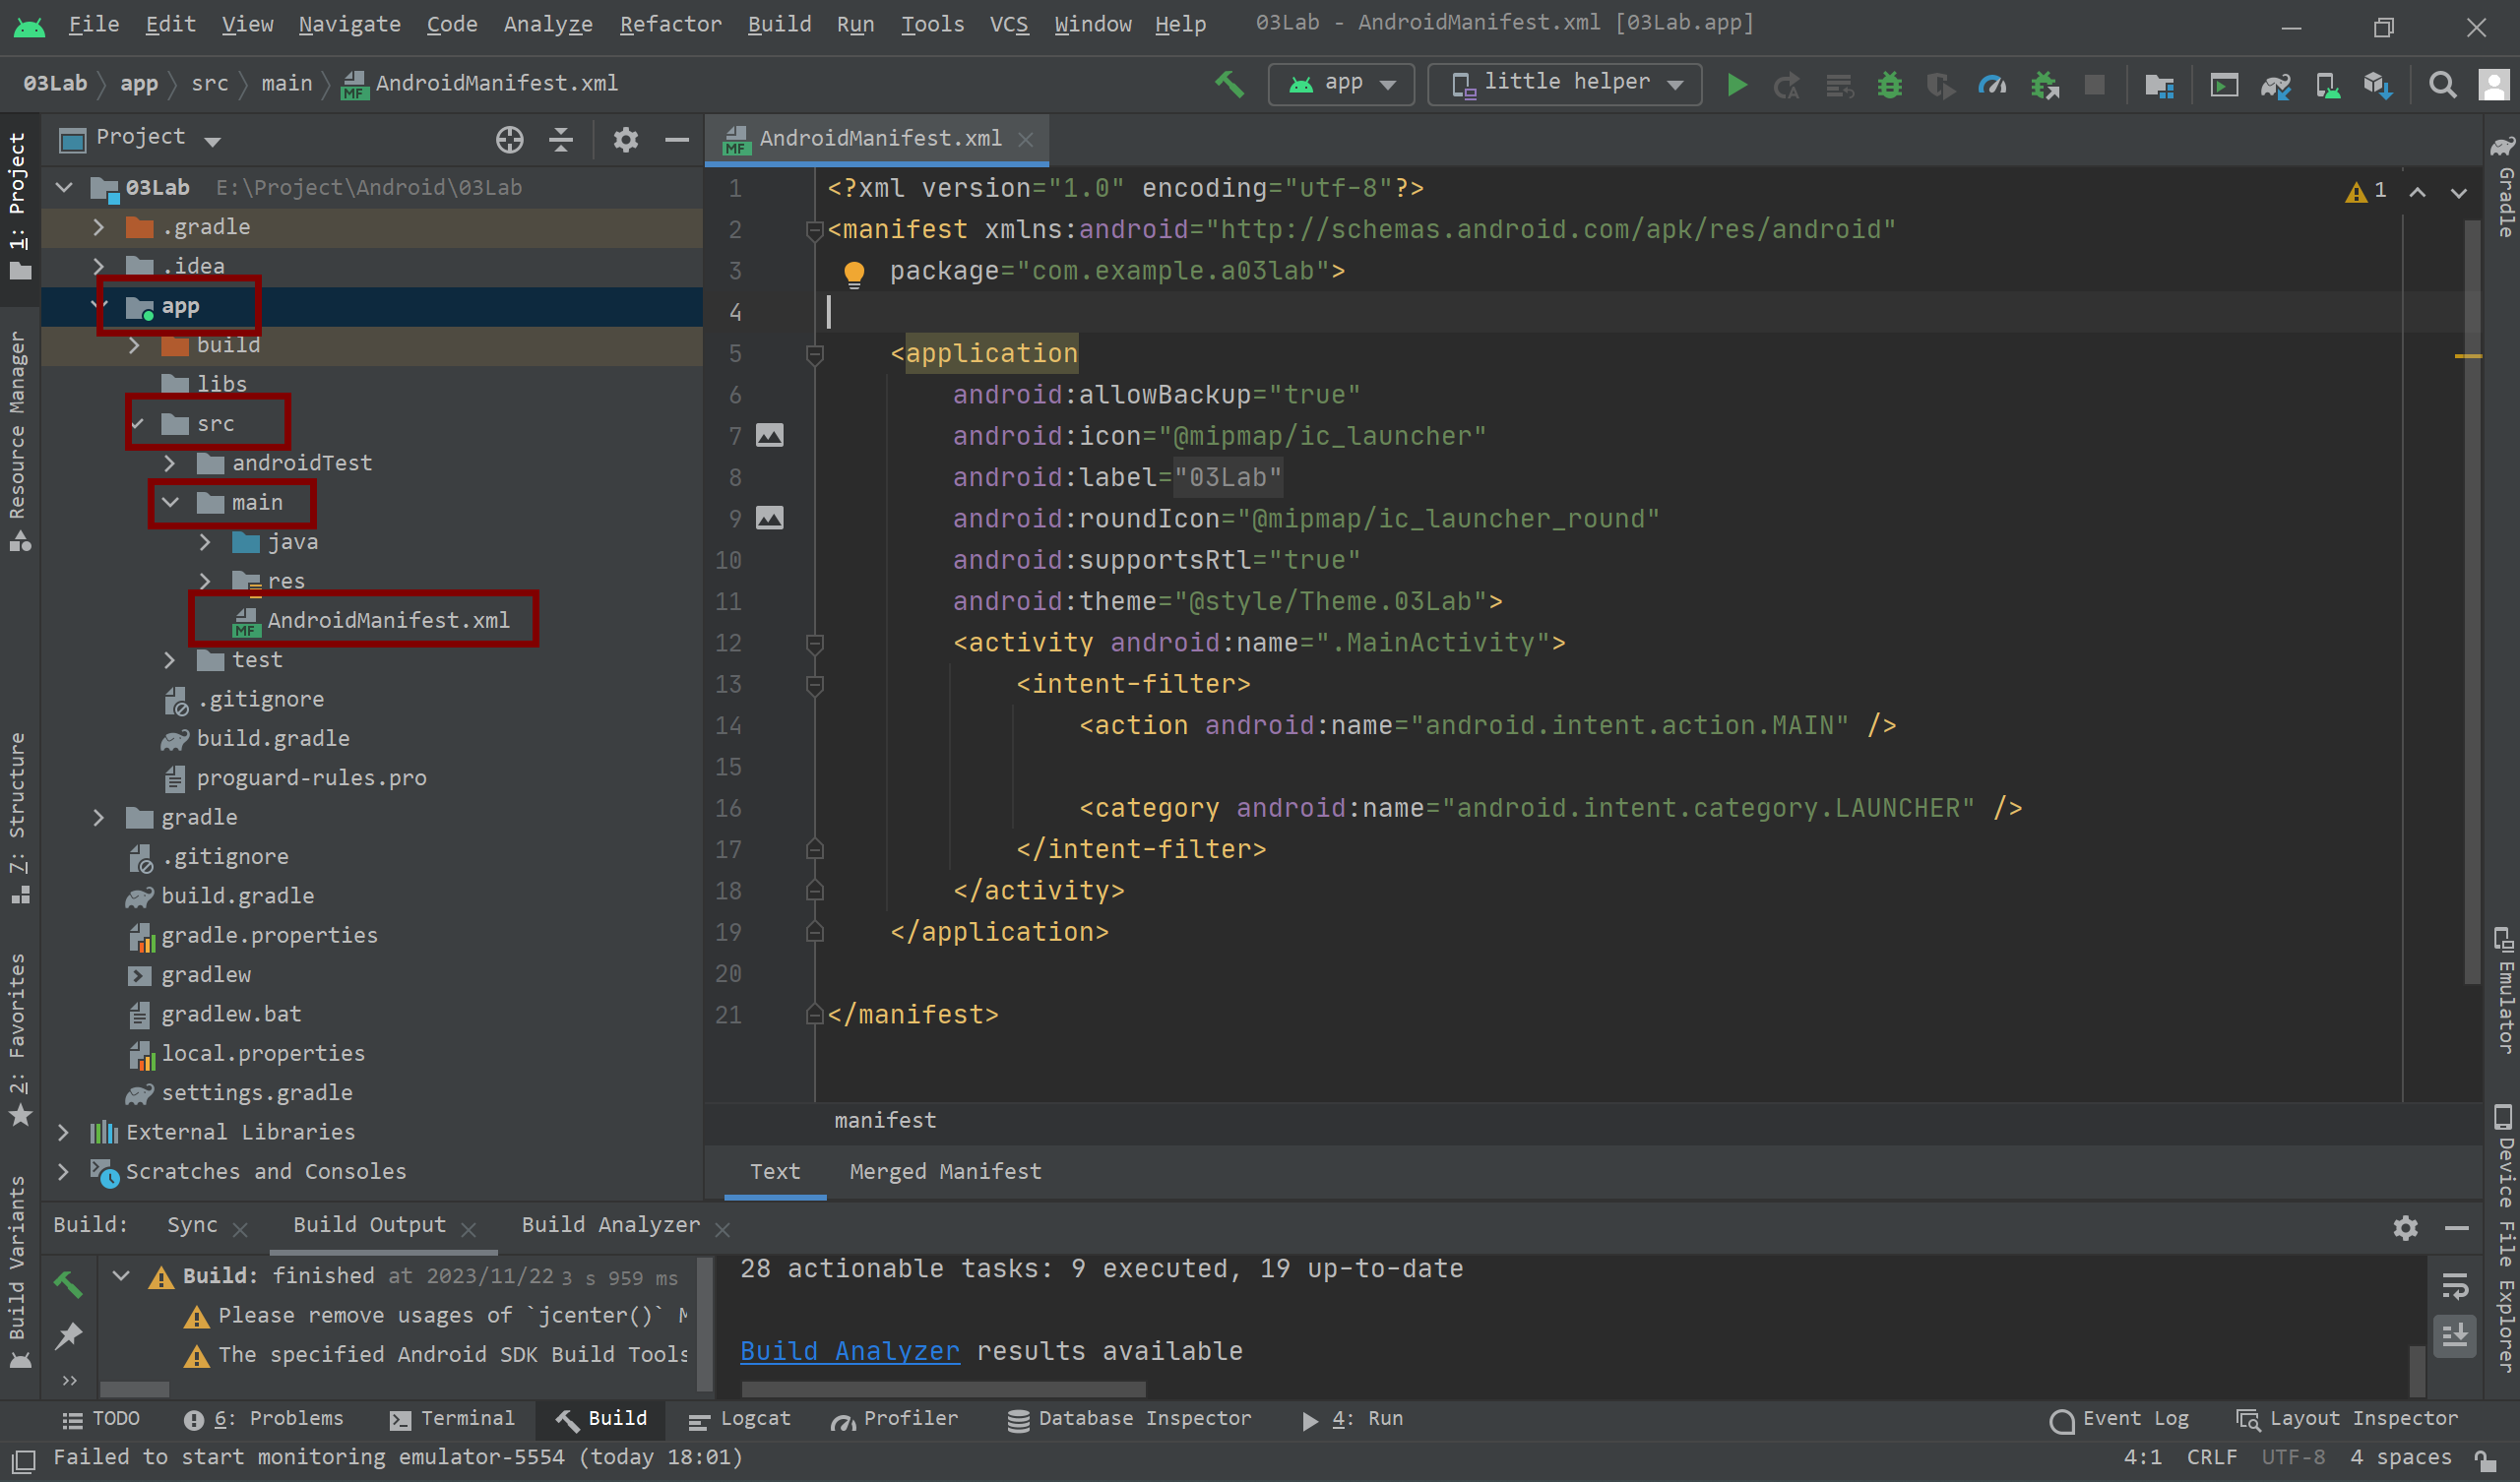 File Edit View Navigate Code Analyze Refactor Build Run Tools VCS Window Help 03Lab - AndroidManifest.xml [03Lab.app]
03Lab app src main AndroidManifest.xml app little helper
Project
AndroidManifest.xml
03Lab E:\Project\Android\03Lab
.gradle
.idea
app
build
libs
src
androidTest
main
java
res
AndroidManifest.xml
test
.gitignore
build.gradle
proguard-rules.pro
gradle
.gitignore
build.gradle
gradle.properties
gradlew
gradlew.bat
local.properties
settings.gradle
External Libraries
Scratches and Consoles
1: Project
Resource Manager
7: Structure
2: Favorites
Build Variants
1 <?xml version="1.0" encoding="utf-8"?>
2 <manifest xmlns:android="http://schemas.android.com/apk/res/android"
3 package="com.example.a03lab">
4
5 <application
6 android:allowBackup="true"
7 android:icon="@mipmap/ic_launcher"
8 android:label="03Lab"
9 android:roundIcon="@mipmap/ic_launcher_round"
10 android:supportsRtl="true"
11 android:theme="@style/Theme.03Lab">
12 <activity android:name=".MainActivity">
13 <intent-filter>
14 <action android:name="android.intent.action.MAIN" />
15
16 <category android:name="android.intent.category.LAUNCHER" />
17 </intent-filter>
18 </activity>
19 </application>
20
21 </manifest>
1
manifest
Text Merged Manifest
Gradle
Emulator
Device File Explorer
Build: Sync Build Output Build Analyzer
Build: finished at 2023/11/22 3 s 959 ms
Please remove usages of `jcenter()` M
The specified Android SDK Build Tools
28 actionable tasks: 9 executed, 19 up-to-date
Build Analyzer results available
TODO 6: Problems Terminal Build Logcat Profiler Database Inspector 4: Run Event Log Layout Inspector
Failed to start monitoring emulator-5554 (today 18:01) 4:1 CRLF UTF-8 4 spaces